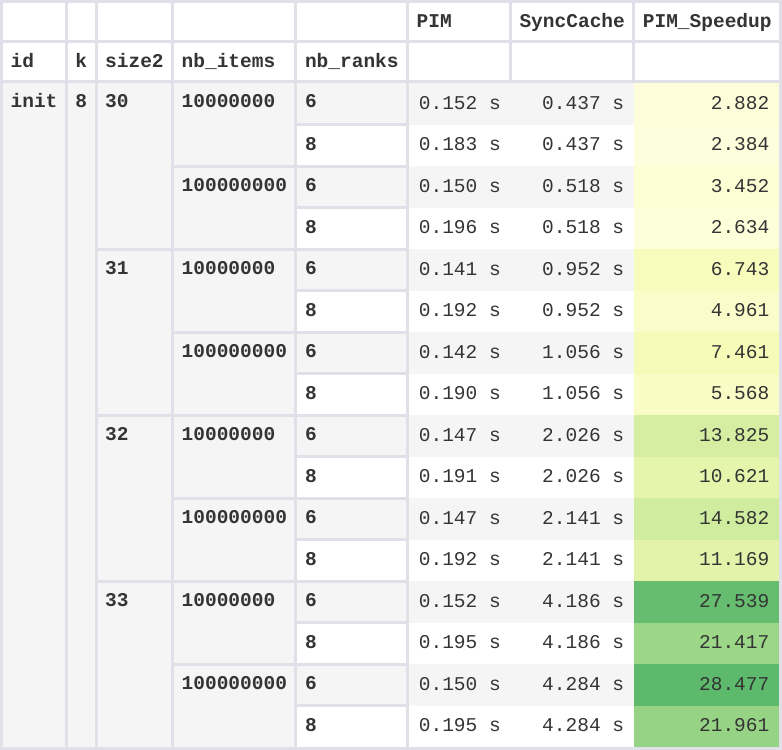 PIM SyncCache PIM_Speedup
id k size2 nb_items nb_ranks
init 8 30 10000000 6 0.152 s 0.437 s 2.882
8 0.183 s 0.437 s 2.384
100000000 6 0.150 s 0.518 s 3.452
8 0.196 s 0.518 s 2.634
31 10000000 6 0.141 s 0.952 s 6.743
8 0.192 s 0.952 s 4.961
100000000 6 0.142 s 1.056 s 7.461
8 0.190 s 1.056 s 5.568
32 10000000 6 0.147 s 2.026 s 13.825
8 0.191 s 2.026 s 10.621
100000000 6 0.147 s 2.141 s 14.582
8 0.192 s 2.141 s 11.169
33 10000000 6 0.152 s 4.186 s 27.539
8 0.195 s 4.186 s 21.417
100000000 6 0.150 s 4.284 s 28.477
8 0.195 s 4.284 s 21.961